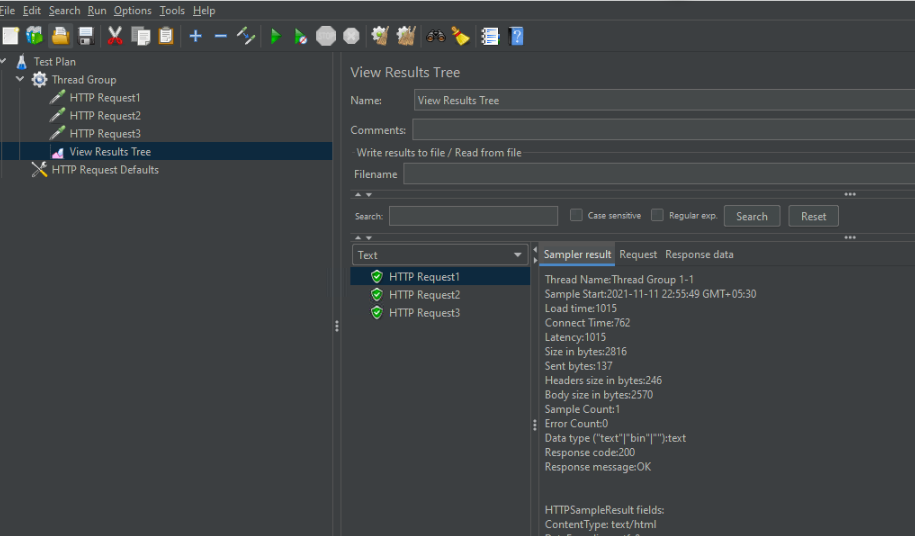 File Edit Search Run Options Tools Help
Test Plan
Thread Group
HTTP Request1
HTTP Request2
HTTP Request3
View Results Tree
HTTP Request Defaults
View Results Tree
Name: View Results Tree
Comments:
Write results to file / Read from file
Filename
Search: Case sensitive Regular exp. Search Reset
Text
HTTP Request1
HTTP Request2
HTTP Request3
Sampler result Request Response data
Thread Name:Thread Group 1-1
Sample Start:2021-11-11 22:55:49 GMT+05:30
Load time:1015
Connect Time:762
Latency:1015
Size in bytes:2816
Sent bytes:137
Headers size in bytes:246
Body size in bytes:2570
Sample Count:1
Error Count:0
Data type ("text"|"bin"|""):text
Response code:200
Response message:OK
HTTPSampleResult fields:
ContentType: text/html